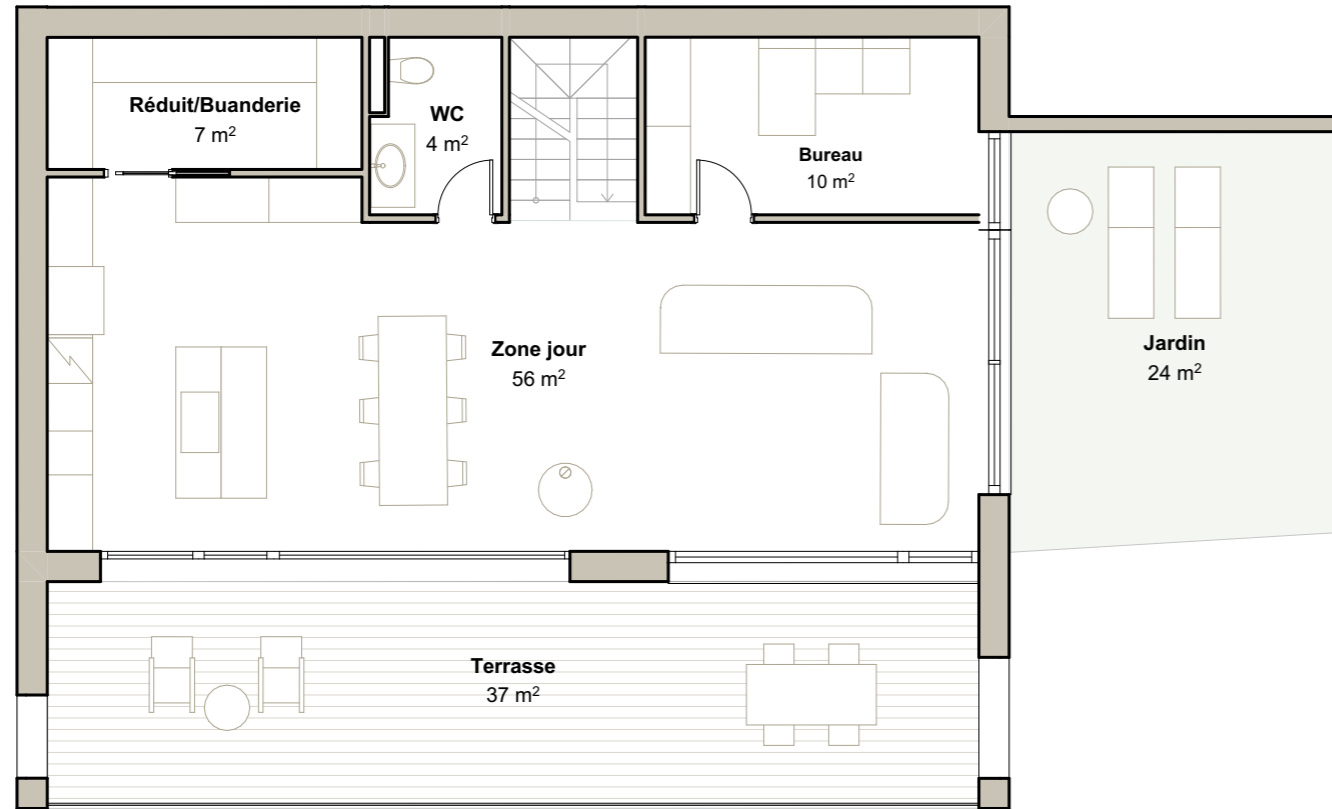 Réduit/Buanderie
7 m²
WC
4 m²
Bureau
10 m²
Zone jour
56 m²
Jardin
24 m²
Terrasse
37 m²